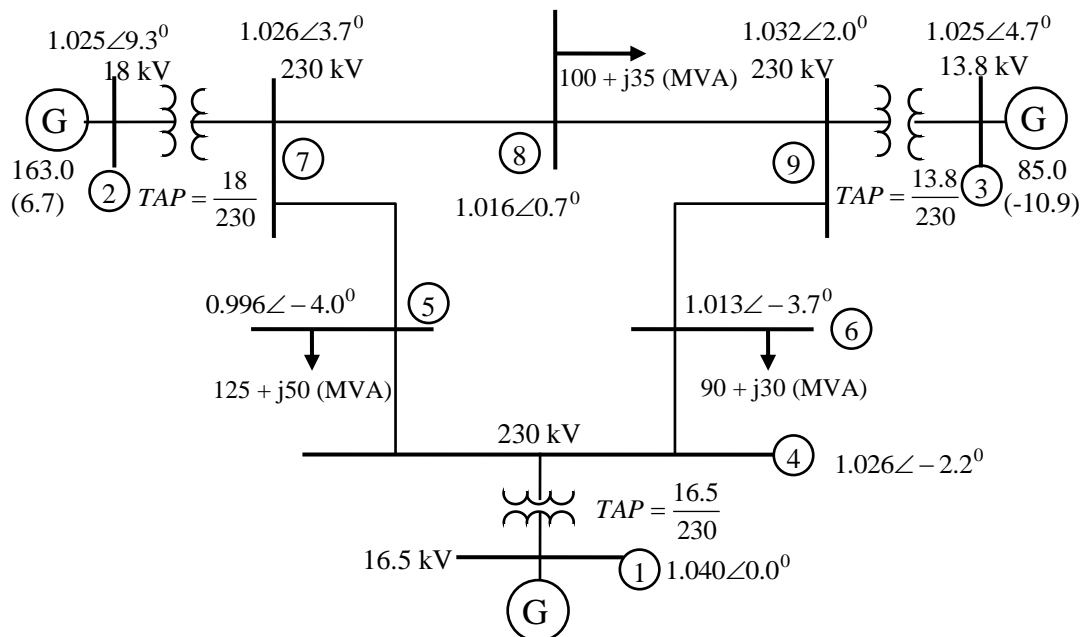 1.025∠9.3⁰
18 kV
1.026∠3.7⁰
230 kV
100 + j35 (MVA)
1.032∠2.0⁰
230 kV
1.025∠4.7⁰
13.8 kV
G
163.0
(6.7)
2
TAP = 18/230
7
8
1.016∠0.7⁰
9
TAP = 13.8/230
3
G
85.0
(-10.9)
0.996∠−4.0⁰
5
125 + j50 (MVA)
1.013∠−3.7⁰
6
90 + j30 (MVA)
230 kV
4
1.026∠−2.2⁰
TAP = 16.5/230
16.5 kV
1
1.040∠0.0⁰
G